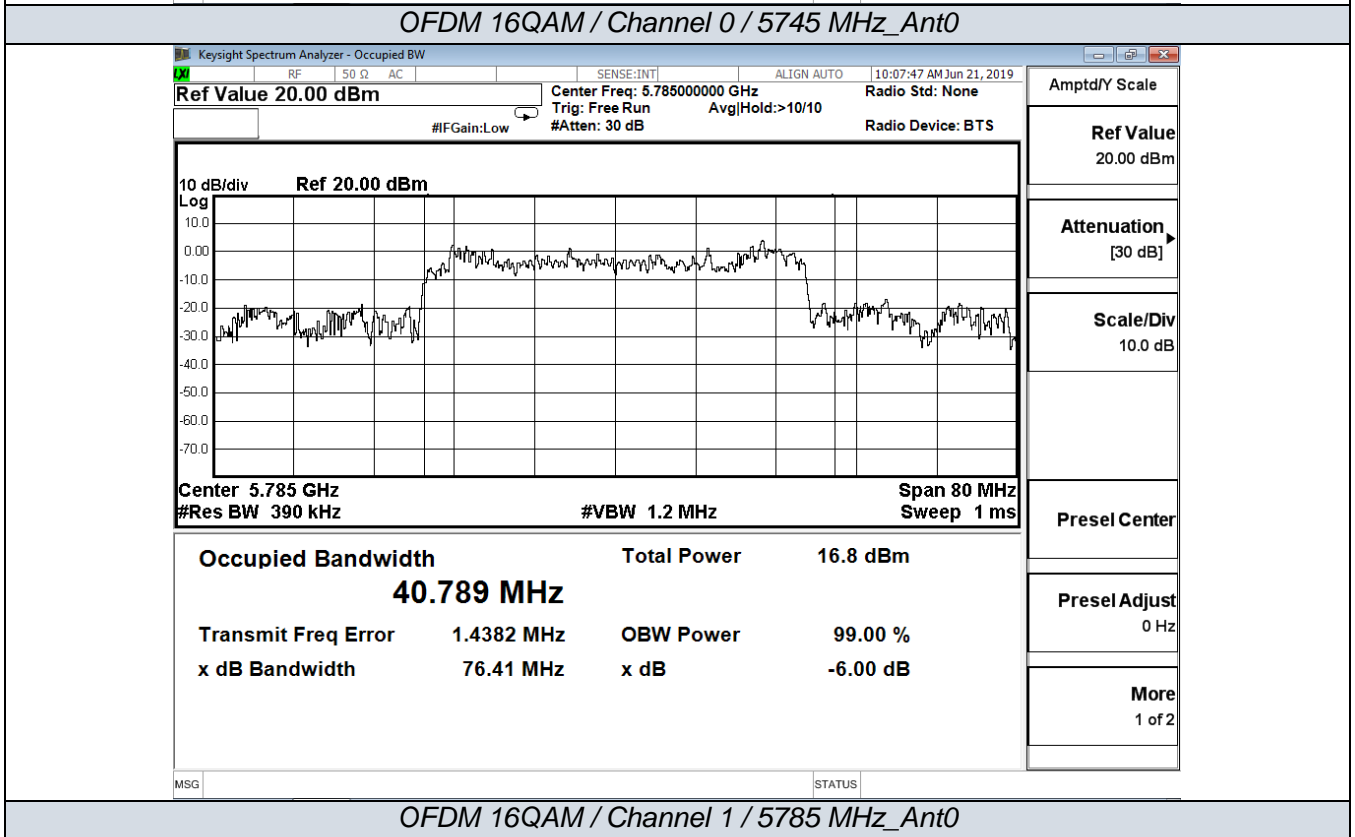 OFDM 16QAM / Channel 0 / 5745 MHz_Ant0
Keysight Spectrum Analyzer - Occupied BW
LXI RF 50 Ω AC SENSE:INT ALIGN AUTO 10:07:47 AM Jun 21, 2019
Ref Value 20.00 dBm
Center Freq: 5.785000000 GHz
Radio Std: None
Trig: Free Run Avg|Hold:>10/10
#IFGain:Low #Atten: 30 dB Radio Device: BTS
10 dB/div Ref 20.00 dBm
Log
10.0
0.00
-10.0
-20.0
-30.0
-40.0
-50.0
-60.0
-70.0
Center 5.785 GHz Span 80 MHz
#Res BW 390 kHz #VBW 1.2 MHz Sweep 1 ms
Occupied Bandwidth Total Power 16.8 dBm
40.789 MHz
Transmit Freq Error 1.4382 MHz OBW Power 99.00 %
x dB Bandwidth 76.41 MHz x dB -6.00 dB
Amptd/Y Scale
Ref Value
20.00 dBm
Attenuation
[30 dB]
Scale/Div
10.0 dB
Presel Center
Presel Adjust
0 Hz
More
1 of 2
MSG STATUS
OFDM 16QAM / Channel 1 / 5785 MHz_Ant0